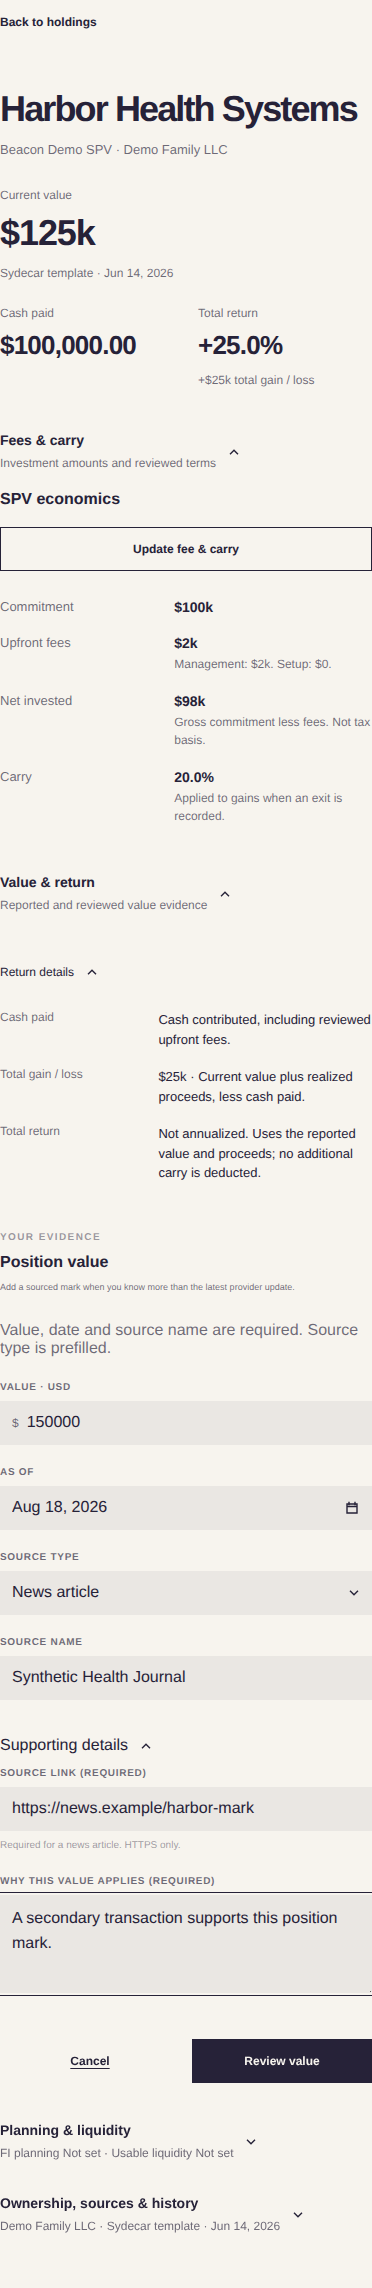 Back to holdings
Harbor Health Systems
Beacon Demo SPV · Demo Family LLC
Current value
$125k
Sydecar template · Jun 14, 2026
Cash paid
$100,000.00
Total return
+25.0%
+$25k total gain / loss
Fees & carry
Investment amounts and reviewed terms
SPV economics
Update fee & carry
Commitment
$100k
Upfront fees
$2k
Management: $2k. Setup: $0.
Net invested
$98k
Gross commitment less fees. Not tax
basis.
Carry
20.0%
Applied to gains when an exit is
recorded.
Value & return
Reported and reviewed value evidence
Return details
Cash paid
Cash contributed, including reviewed
upfront fees.
Total gain / loss
$25k · Current value plus realized
proceeds, less cash paid.
Total return
Not annualized. Uses the reported
value and proceeds; no additional
carry is deducted.
YOUR EVIDENCE
Position value
Add a sourced mark when you know more than the latest provider update.
Value, date and source name are required. Source
type is prefilled.
VALUE · USD
$ 150000
AS OF
Aug 18, 2026
SOURCE TYPE
News article
SOURCE NAME
Synthetic Health Journal
Supporting details
SOURCE LINK (REQUIRED)
https://news.example/harbor-mark
Required for a news article. HTTPS only.
WHY THIS VALUE APPLIES (REQUIRED)
A secondary transaction supports this position
mark.
Cancel
Review value
Planning & liquidity
FI planning Not set · Usable liquidity Not set
Ownership, sources & history
Demo Family LLC · Sydecar template · Jun 14, 2026